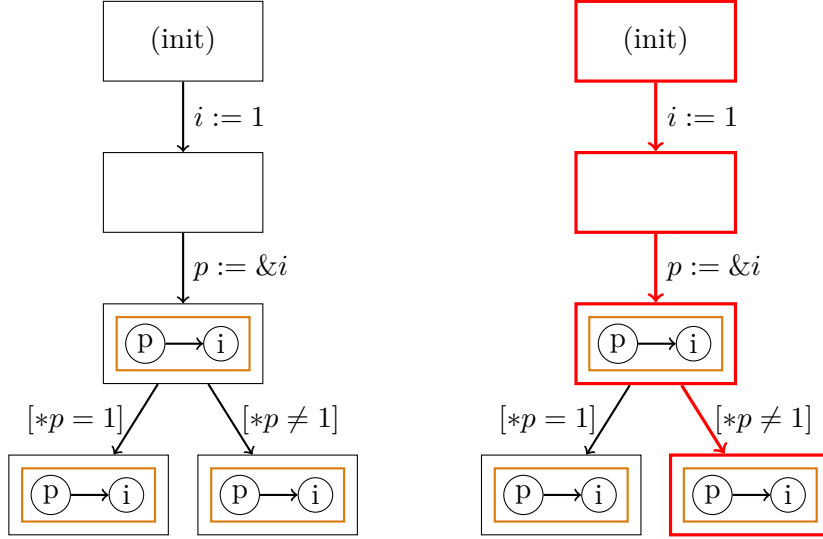 (init) (init)
i := 1 i := 1
p := &i p := &i
p i p i
[*p = 1] [*p ≠ 1] [*p = 1] [*p ≠ 1]
p i p i p i p i